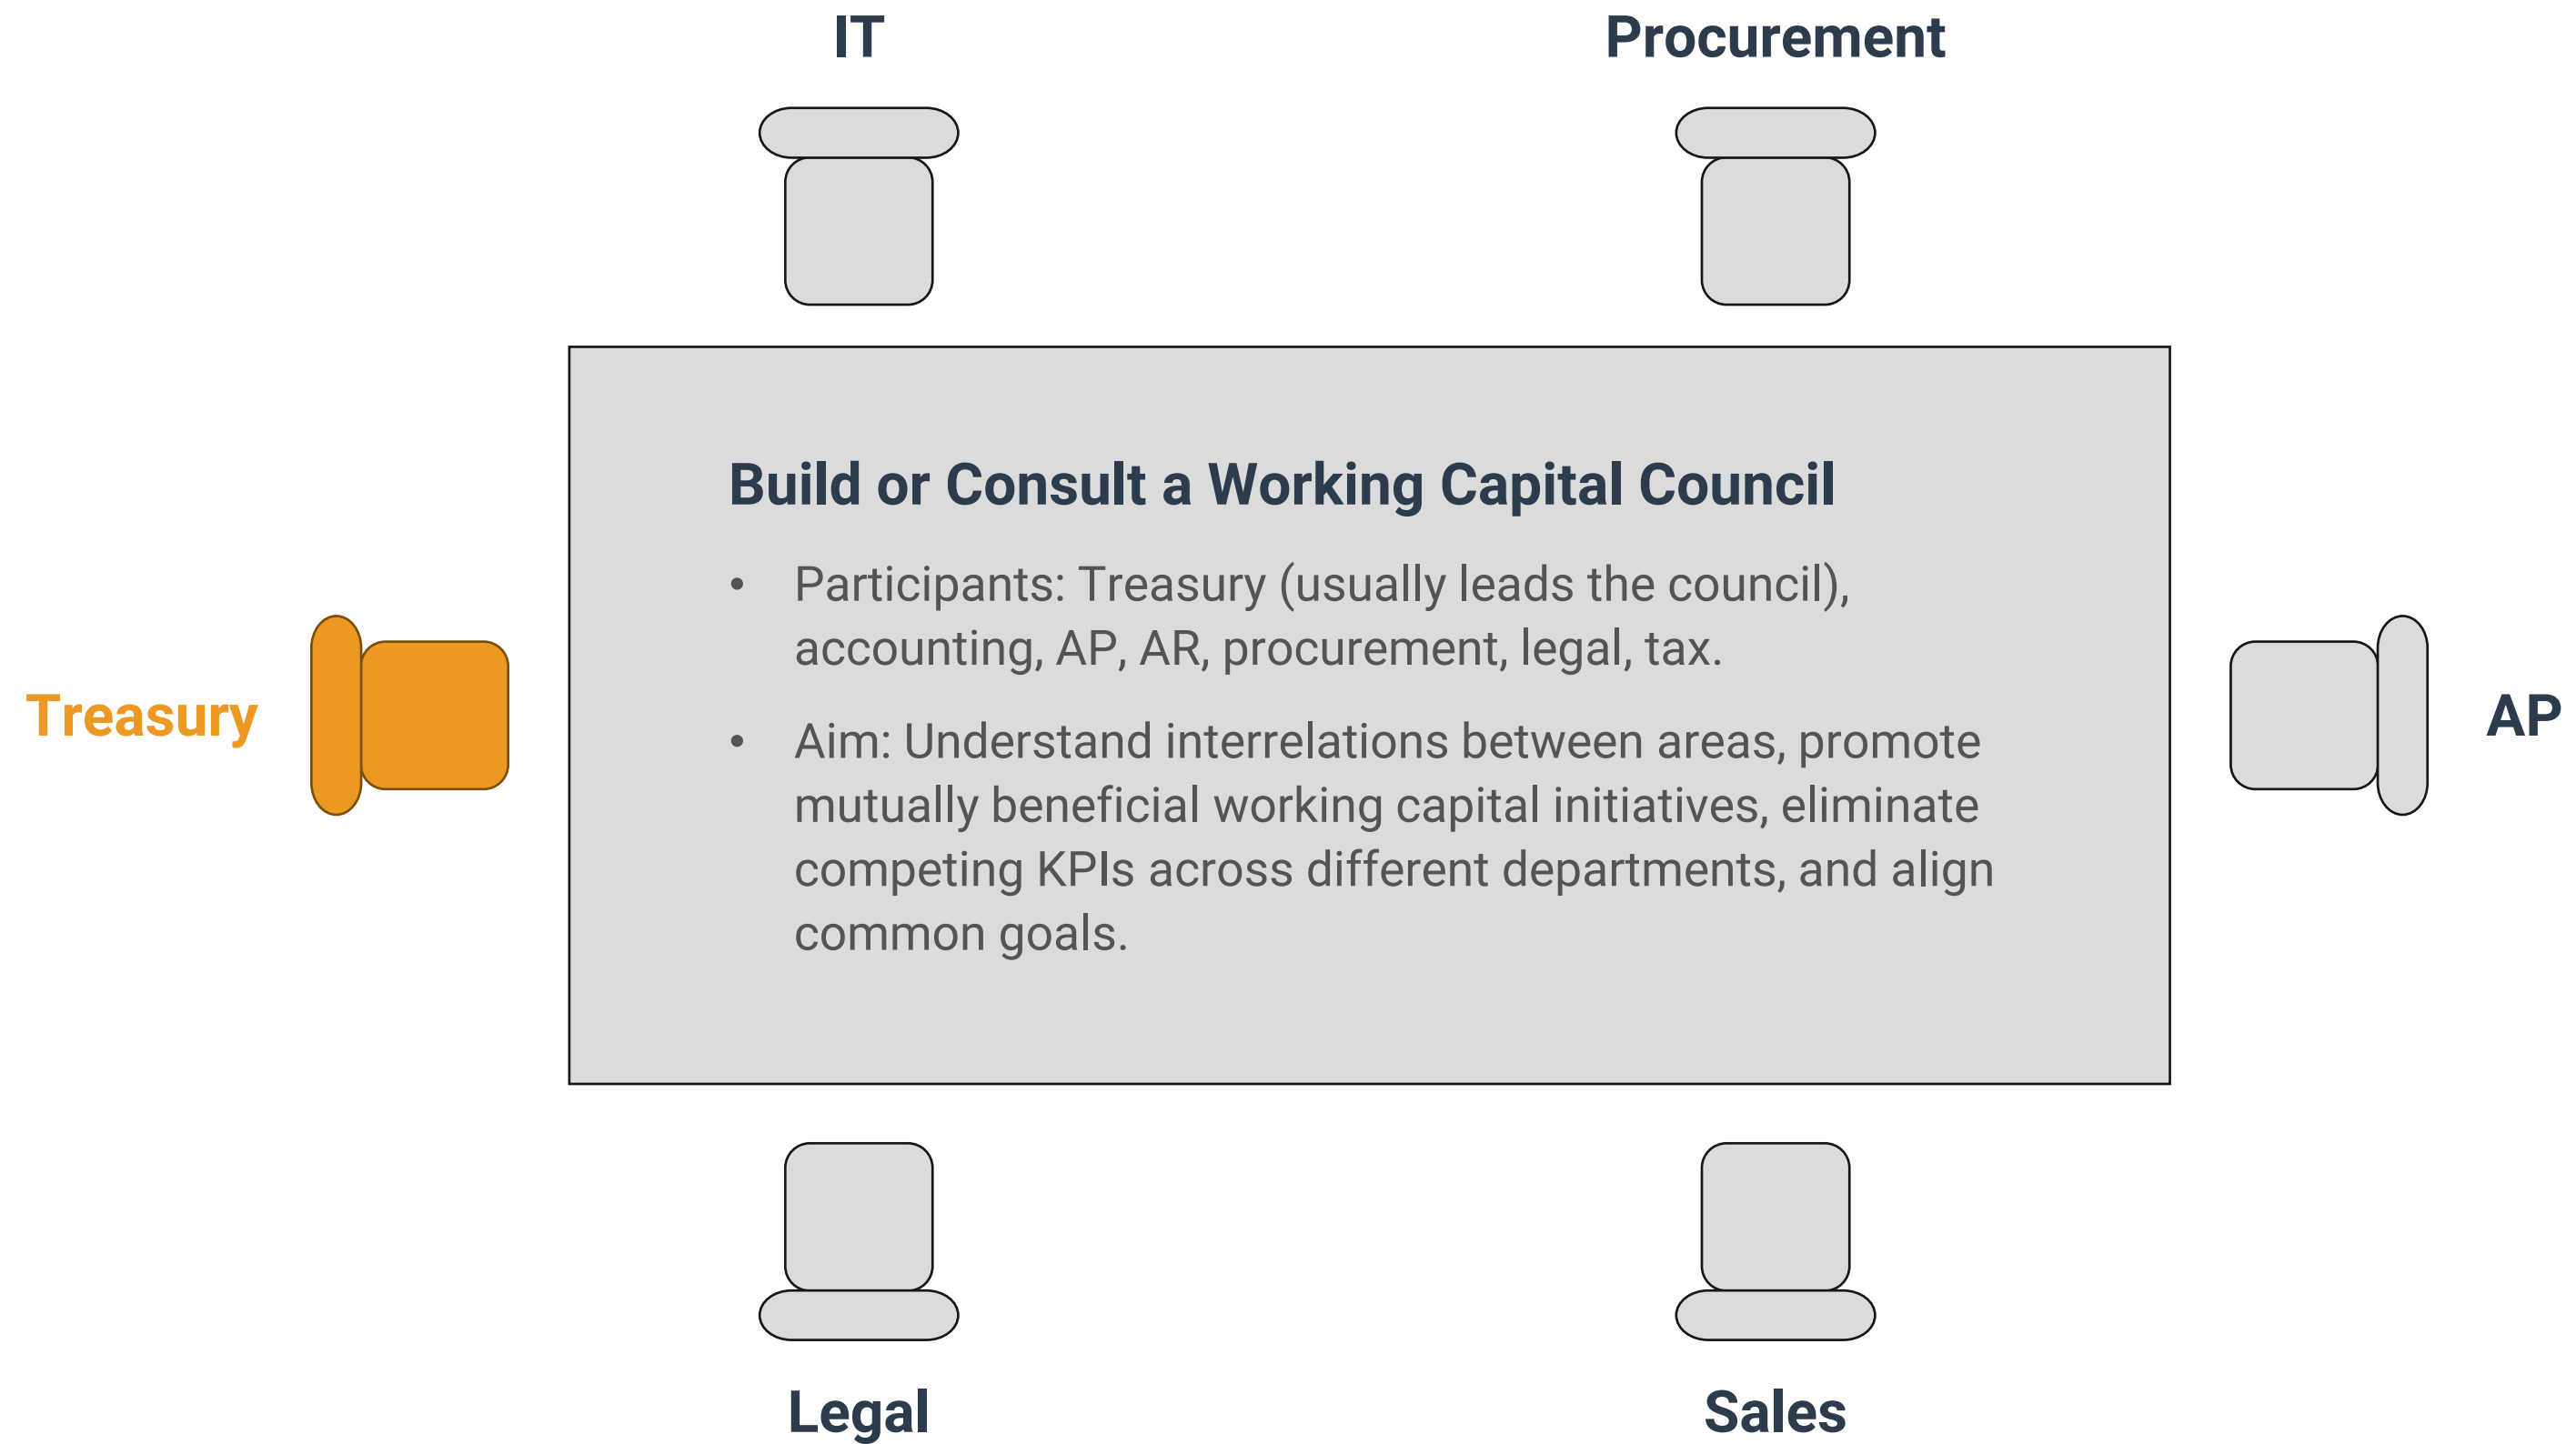 IT
Procurement
Build or Consult a Working Capital Council
• Participants: Treasury (usually leads the council),
accounting, AP, AR, procurement, legal, tax.
• Aim: Understand interrelations between areas, promote
mutually beneficial working capital initiatives, eliminate
competing KPIs across different departments, and align
common goals.
Treasury
AP
Legal
Sales